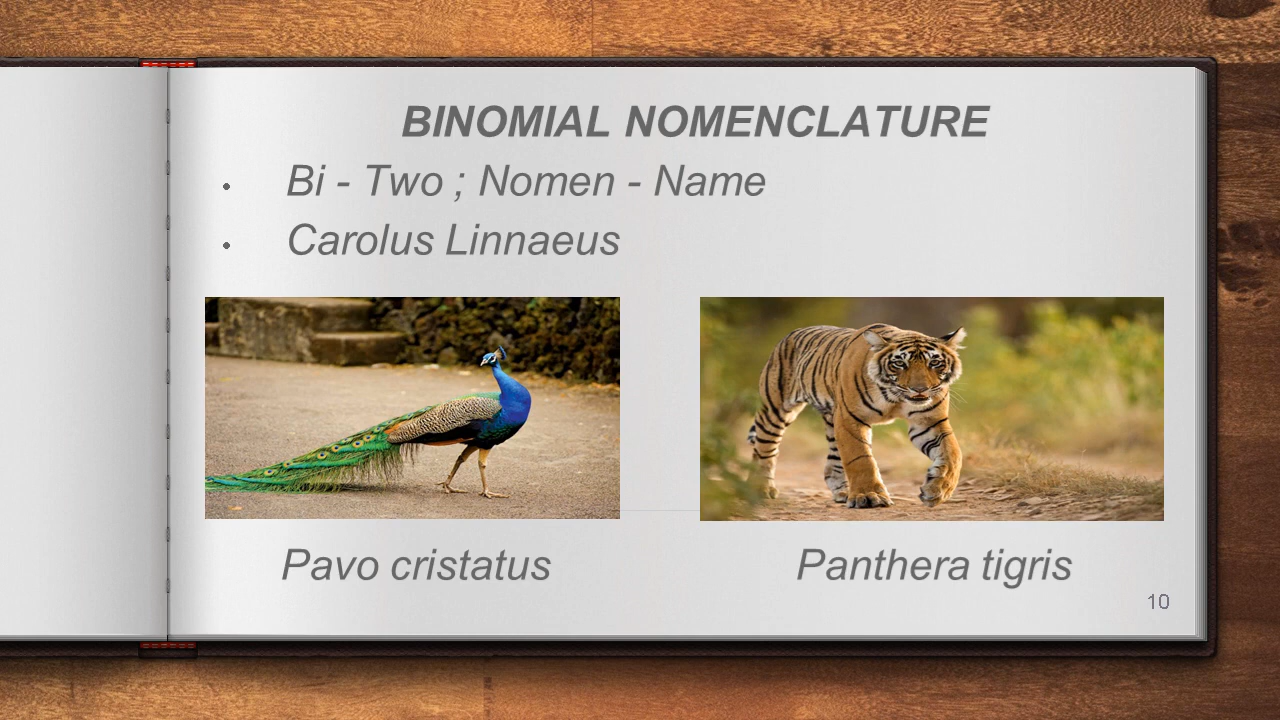 BINOMIAL NOMENCLATURE
• Bi - Two ; Nomen - Name
• Carolus Linnaeus
Pavo cristatus
Panthera tigris
10